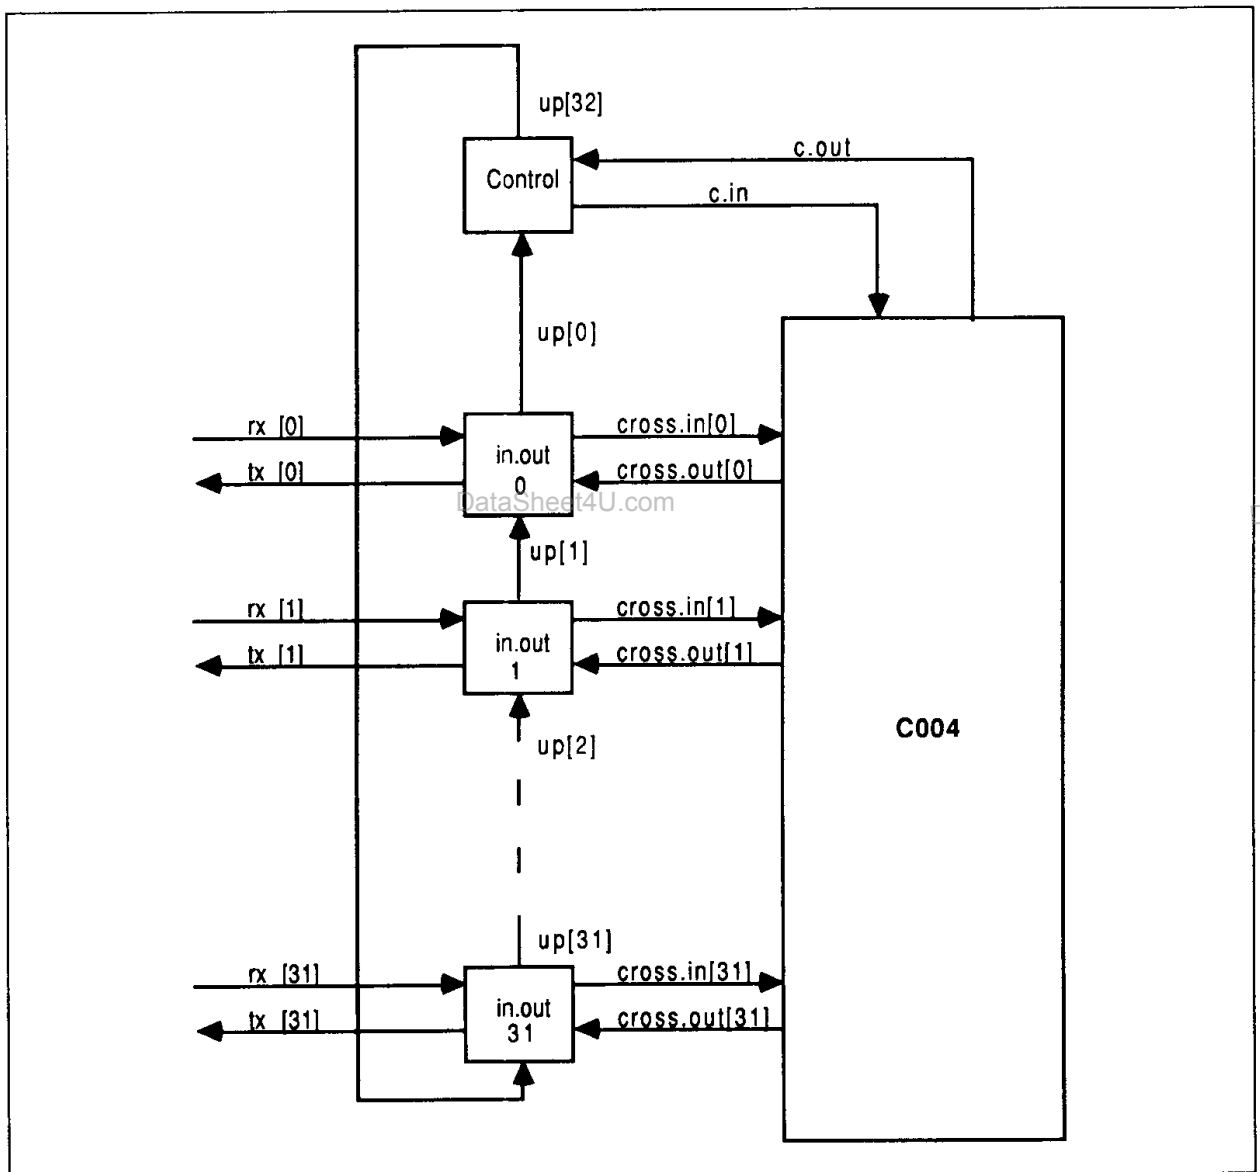 up[32]
c.out
Control
c.in
up[0]
rx [0]
cross.in[0]
in.out
tx [0]
cross.out[0]
0
DataSheet4U.com
up[1]
rx [1]
cross.in[1]
in.out
tx [1]
cross.out[1]
1
C004
up[2]
up[31]
rx [31]
cross.in[31]
in.out
tx [31]
cross.out[31]
31